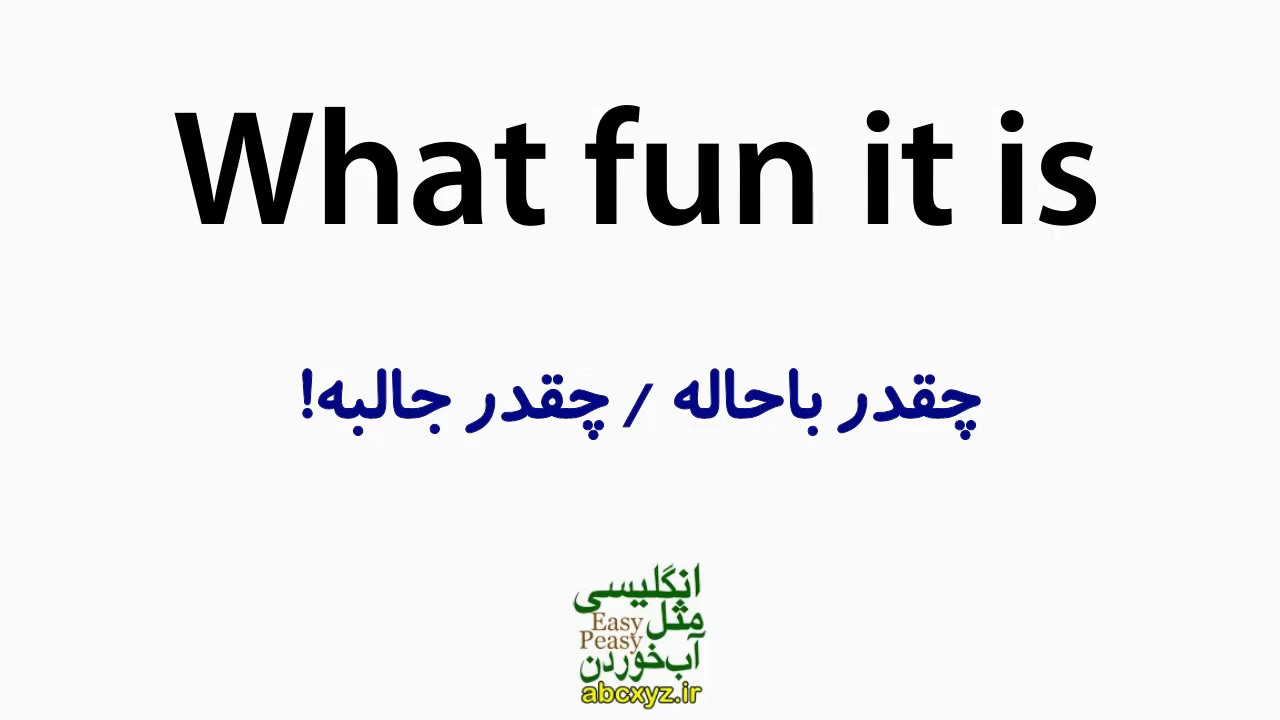 What fun it is
چقدر باحاله / چقدر جالبه!
انگلیسی
مثل
Easy
Peasy
آب‌خوردن
abcxyz.ir